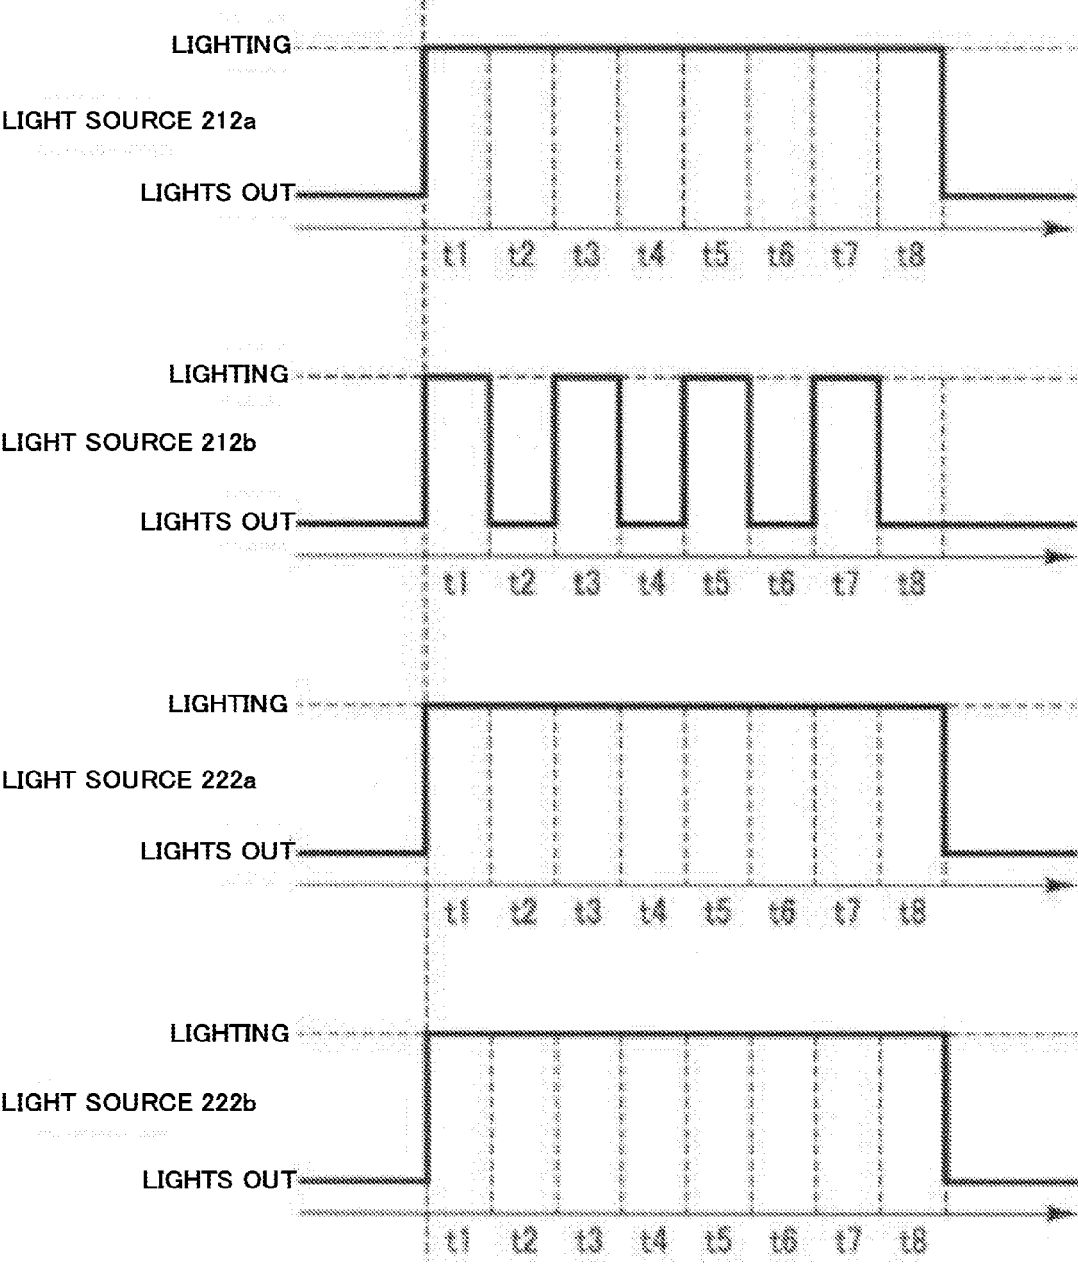 LIGHTING
LIGHT SOURCE 212a
LIGHTS OUT
t1 t2 t3 t4 t5 t6 t7 t8
LIGHTING
LIGHT SOURCE 212b
LIGHTS OUT
t1 t2 t3 t4 t5 t6 t7 t8
LIGHTING
LIGHT SOURCE 222a
LIGHTS OUT
t1 t2 t3 t4 t5 t6 t7 t8
LIGHTING
LIGHT SOURCE 222b
LIGHTS OUT
t1 t2 t3 t4 t5 t6 t7 t8